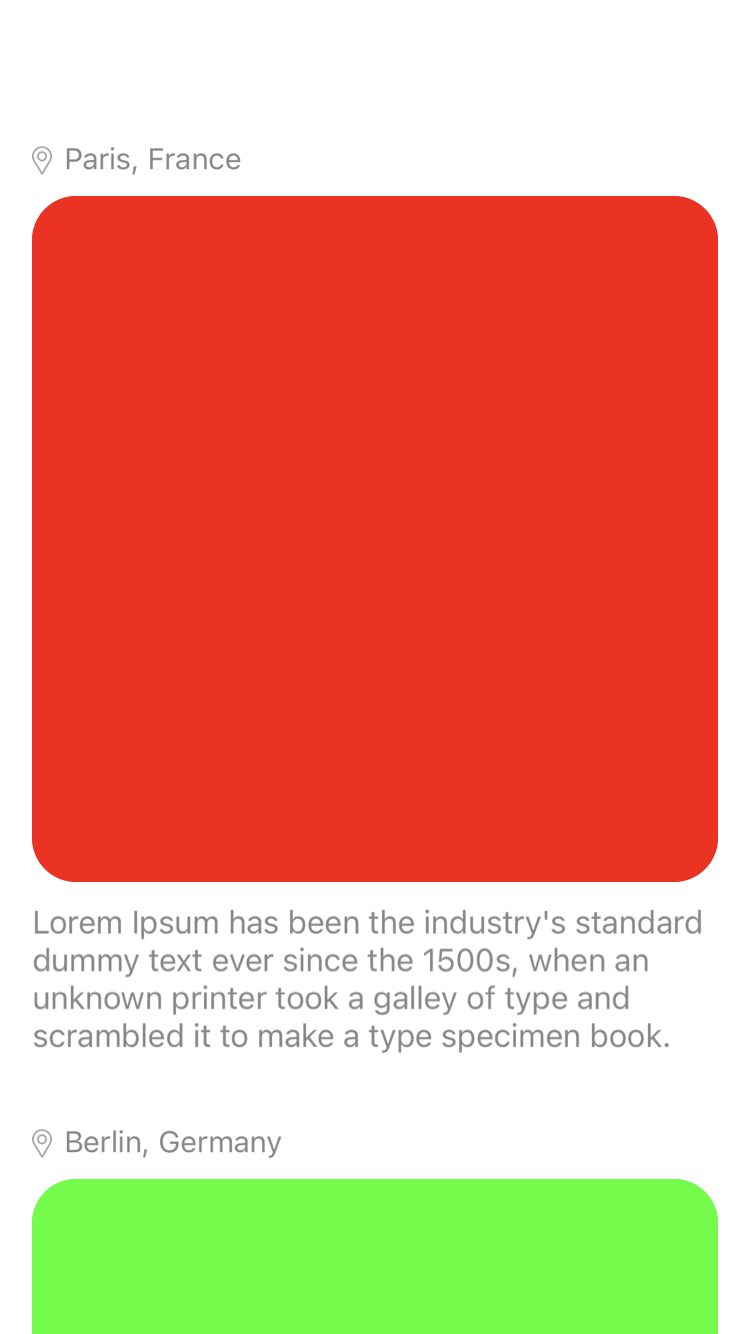 Paris, France
Lorem Ipsum has been the industry's standard
dummy text ever since the 1500s, when an
unknown printer took a galley of type and
scrambled it to make a type specimen book.
Berlin, Germany